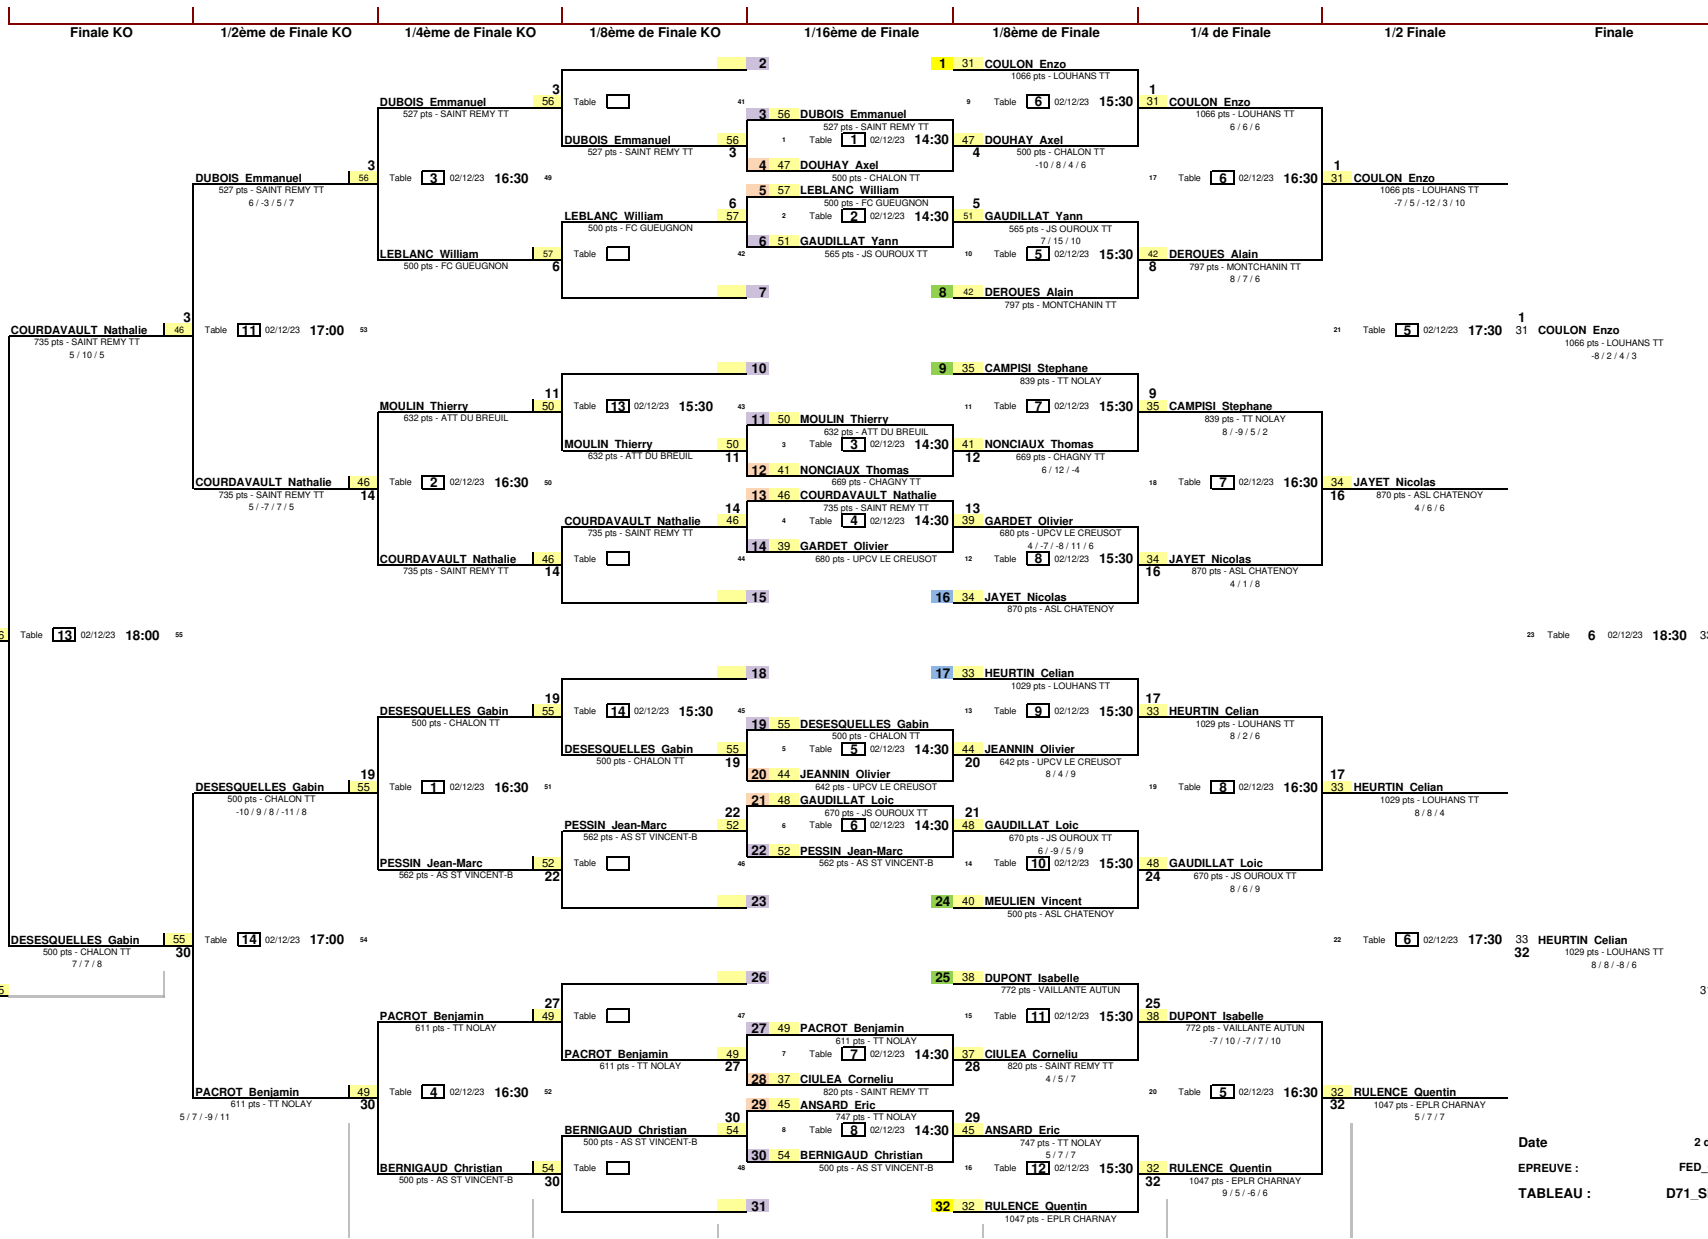 Finale KO 1/2ème de Finale KO 1/4ème de Finale KO 1/8ème de Finale KO 1/16ème de Finale 1/8ème de Finale 1/4 de Finale 1/2 Finale Finale
2 1 31 COULON Enzo
1066 pts - LOUHANS TT
3 1
DUBOIS Emmanuel 56 Table 41 9 Table 6 02/12/23 15:30 31 COULON Enzo
527 pts - SAINT REMY TT 3 56 DUBOIS Emmanuel 1066 pts - LOUHANS TT
527 pts - SAINT REMY TT 6 / 6 / 6
DUBOIS Emmanuel 56 1 Table 1 02/12/23 14:30 47 DOUHAY Axel
527 pts - SAINT REMY TT 3 4 500 pts - CHALON TT
4 47 DOUHAY Axel -10 / 8 / 4 / 6
3 500 pts - CHALON TT 1
DUBOIS Emmanuel 56 Table 3 02/12/23 16:30 49 17 Table 6 02/12/23 16:30 31 COULON Enzo
527 pts - SAINT REMY TT 5 57 LEBLANC William 1066 pts - LOUHANS TT
6 / -3 / 5 / 7 6 500 pts - FC GUEUGNON 5 -7 / 5 / -12 / 3 / 10
LEBLANC William 57 2 Table 2 02/12/23 14:30 51 GAUDILLAT Yann
500 pts - FC GUEUGNON 565 pts - JS OUROUX TT
6 51 GAUDILLAT Yann 7 / 15 / 10
LEBLANC William 57 Table 42 565 pts - JS OUROUX TT 10 Table 5 02/12/23 15:30 42 DEROUES Alain
500 pts - FC GUEUGNON 6 8 797 pts - MONTCHANIN TT
8 / 7 / 6
7 8 42 DEROUES Alain
797 pts - MONTCHANIN TT
3 1
COURDAVAULT Nathalie 46 Table 11 02/12/23 17:00 53 21 Table 5 02/12/23 17:30 31 COULON Enzo
735 pts - SAINT REMY TT 1066 pts - LOUHANS TT
5 / 10 / 5 -8 / 2 / 4 / 3
10 9 35 CAMPISI Stephane
839 pts - TT NOLAY
11 9
MOULIN Thierry 50 Table 13 02/12/23 15:30 43 11 Table 7 02/12/23 15:30 35 CAMPISI Stephane
632 pts - ATT DU BREUIL 11 50 MOULIN Thierry 839 pts - TT NOLAY
632 pts - ATT DU BREUIL 8 / -9 / 5 / 2
MOULIN Thierry 50 3 Table 3 02/12/23 14:30 41 NONCIAUX Thomas
632 pts - ATT DU BREUIL 11 12 669 pts - CHAGNY TT
12 41 NONCIAUX Thomas 6 / 12 / -4
COURDAVAULT Nathalie 46 Table 2 02/12/23 16:30 50 669 pts - CHAGNY TT 18 Table 7 02/12/23 16:30 34 JAYET Nicolas
735 pts - SAINT REMY TT 14 13 46 COURDAVAULT Nathalie 16 870 pts - ASL CHATENOY
5 / -7 / 7 / 5 14 735 pts - SAINT REMY TT 13 4 / 6 / 6
COURDAVAULT Nathalie 46 4 Table 4 02/12/23 14:30 39 GARDET Olivier
735 pts - SAINT REMY TT 680 pts - UPCV LE CREUSOT
14 39 GARDET Olivier 4 / -7 / -8 / 11 / 6
COURDAVAULT Nathalie 46 Table 44 680 pts - UPCV LE CREUSOT 12 Table 8 02/12/23 15:30 34 JAYET Nicolas
735 pts - SAINT REMY TT 14 16 870 pts - ASL CHATENOY
4 / 1 / 8
15 16 34 JAYET Nicolas
870 pts - ASL CHATENOY
6 Table 13 02/12/23 18:00 55 23 Table 6 02/12/23 18:30 33
18 17 33 HEURTIN Celian
1029 pts - LOUHANS TT
19 17
DESESQUELLES Gabin 55 Table 14 02/12/23 15:30 45 13 Table 9 02/12/23 15:30 33 HEURTIN Celian
500 pts - CHALON TT 19 55 DESESQUELLES Gabin 1029 pts - LOUHANS TT
500 pts - CHALON TT 8 / 2 / 6
DESESQUELLES Gabin 55 5 Table 5 02/12/23 14:30 44 JEANNIN Olivier
500 pts - CHALON TT 19 20 642 pts - UPCV LE CREUSOT
19 20 44 JEANNIN Olivier 8 / 4 / 9 17
DESESQUELLES Gabin 55 Table 1 02/12/23 16:30 51 642 pts - UPCV LE CREUSOT 19 Table 8 02/12/23 16:30 33 HEURTIN Celian
500 pts - CHALON TT 21 48 GAUDILLAT Loic 1029 pts - LOUHANS TT
-10 / 9 / 8 / -11 / 8 22 670 pts - JS OUROUX TT 21 8 / 8 / 4
PESSIN Jean-Marc 52 6 Table 6 02/12/23 14:30 48 GAUDILLAT Loic
562 pts - AS ST VINCENT-B 670 pts - JS OUROUX TT
22 52 PESSIN Jean-Marc 6 / -9 / 5 / 9
PESSIN Jean-Marc 52 Table 46 562 pts - AS ST VINCENT-B 14 Table 10 02/12/23 15:30 48 GAUDILLAT Loic
562 pts - AS ST VINCENT-B 22 24 670 pts - JS OUROUX TT
8 / 6 / 9
23 24 40 MEULIEN Vincent
500 pts - ASL CHATENOY
DESESQUELLES Gabin 55 Table 14 02/12/23 17:00 54 22 Table 6 02/12/23 17:30 33 HEURTIN Celian
500 pts - CHALON TT 30 32 1029 pts - LOUHANS TT
7 / 7 / 8 8 / 8 / -8 / 6
26 25 38 DUPONT Isabelle
5 772 pts - VAILLANTE AUTUN 3
27 25
PACROT Benjamin 49 Table 47 15 Table 11 02/12/23 15:30 38 DUPONT Isabelle
611 pts - TT NOLAY 27 49 PACROT Benjamin 772 pts - VAILLANTE AUTUN
611 pts - TT NOLAY -7 / 10 / -7 / 7 / 10
PACROT Benjamin 49 7 Table 7 02/12/23 14:30 37 CIULEA Corneliu
611 pts - TT NOLAY 27 28 820 pts - SAINT REMY TT
28 37 CIULEA Corneliu 4 / 5 / 7
PACROT Benjamin 49 Table 4 02/12/23 16:30 52 820 pts - SAINT REMY TT 20 Table 5 02/12/23 16:30 32 RULENCE Quentin
611 pts - TT NOLAY 30 29 45 ANSARD Eric 32 1047 pts - EPLR CHARNAY
5 / 7 / -9 / 11 30 747 pts - TT NOLAY 29 5 / 7 / 7
BERNIGAUD Christian 54 8 Table 8 02/12/23 14:30 45 ANSARD Eric
500 pts - AS ST VINCENT-B 747 pts - TT NOLAY Date 2 d
30 54 BERNIGAUD Christian 5 / 7 / 7
BERNIGAUD Christian 54 Table 48 500 pts - AS ST VINCENT-B 16 Table 12 02/12/23 15:30 32 RULENCE Quentin EPREUVE : FED_
500 pts - AS ST VINCENT-B 30 32 1047 pts - EPLR CHARNAY
9 / 5 / -6 / 6 TABLEAU : D71_S
31 32 32 RULENCE Quentin
1047 pts - EPLR CHARNAY